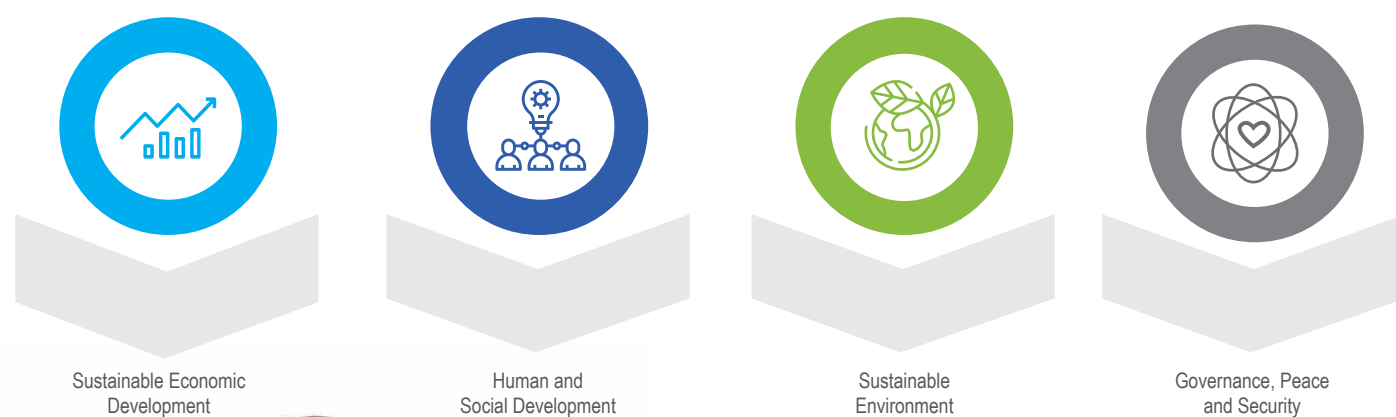 Sustainable Economic
Development
Human and
Social Development
Sustainable
Environment
Governance, Peace
and Security